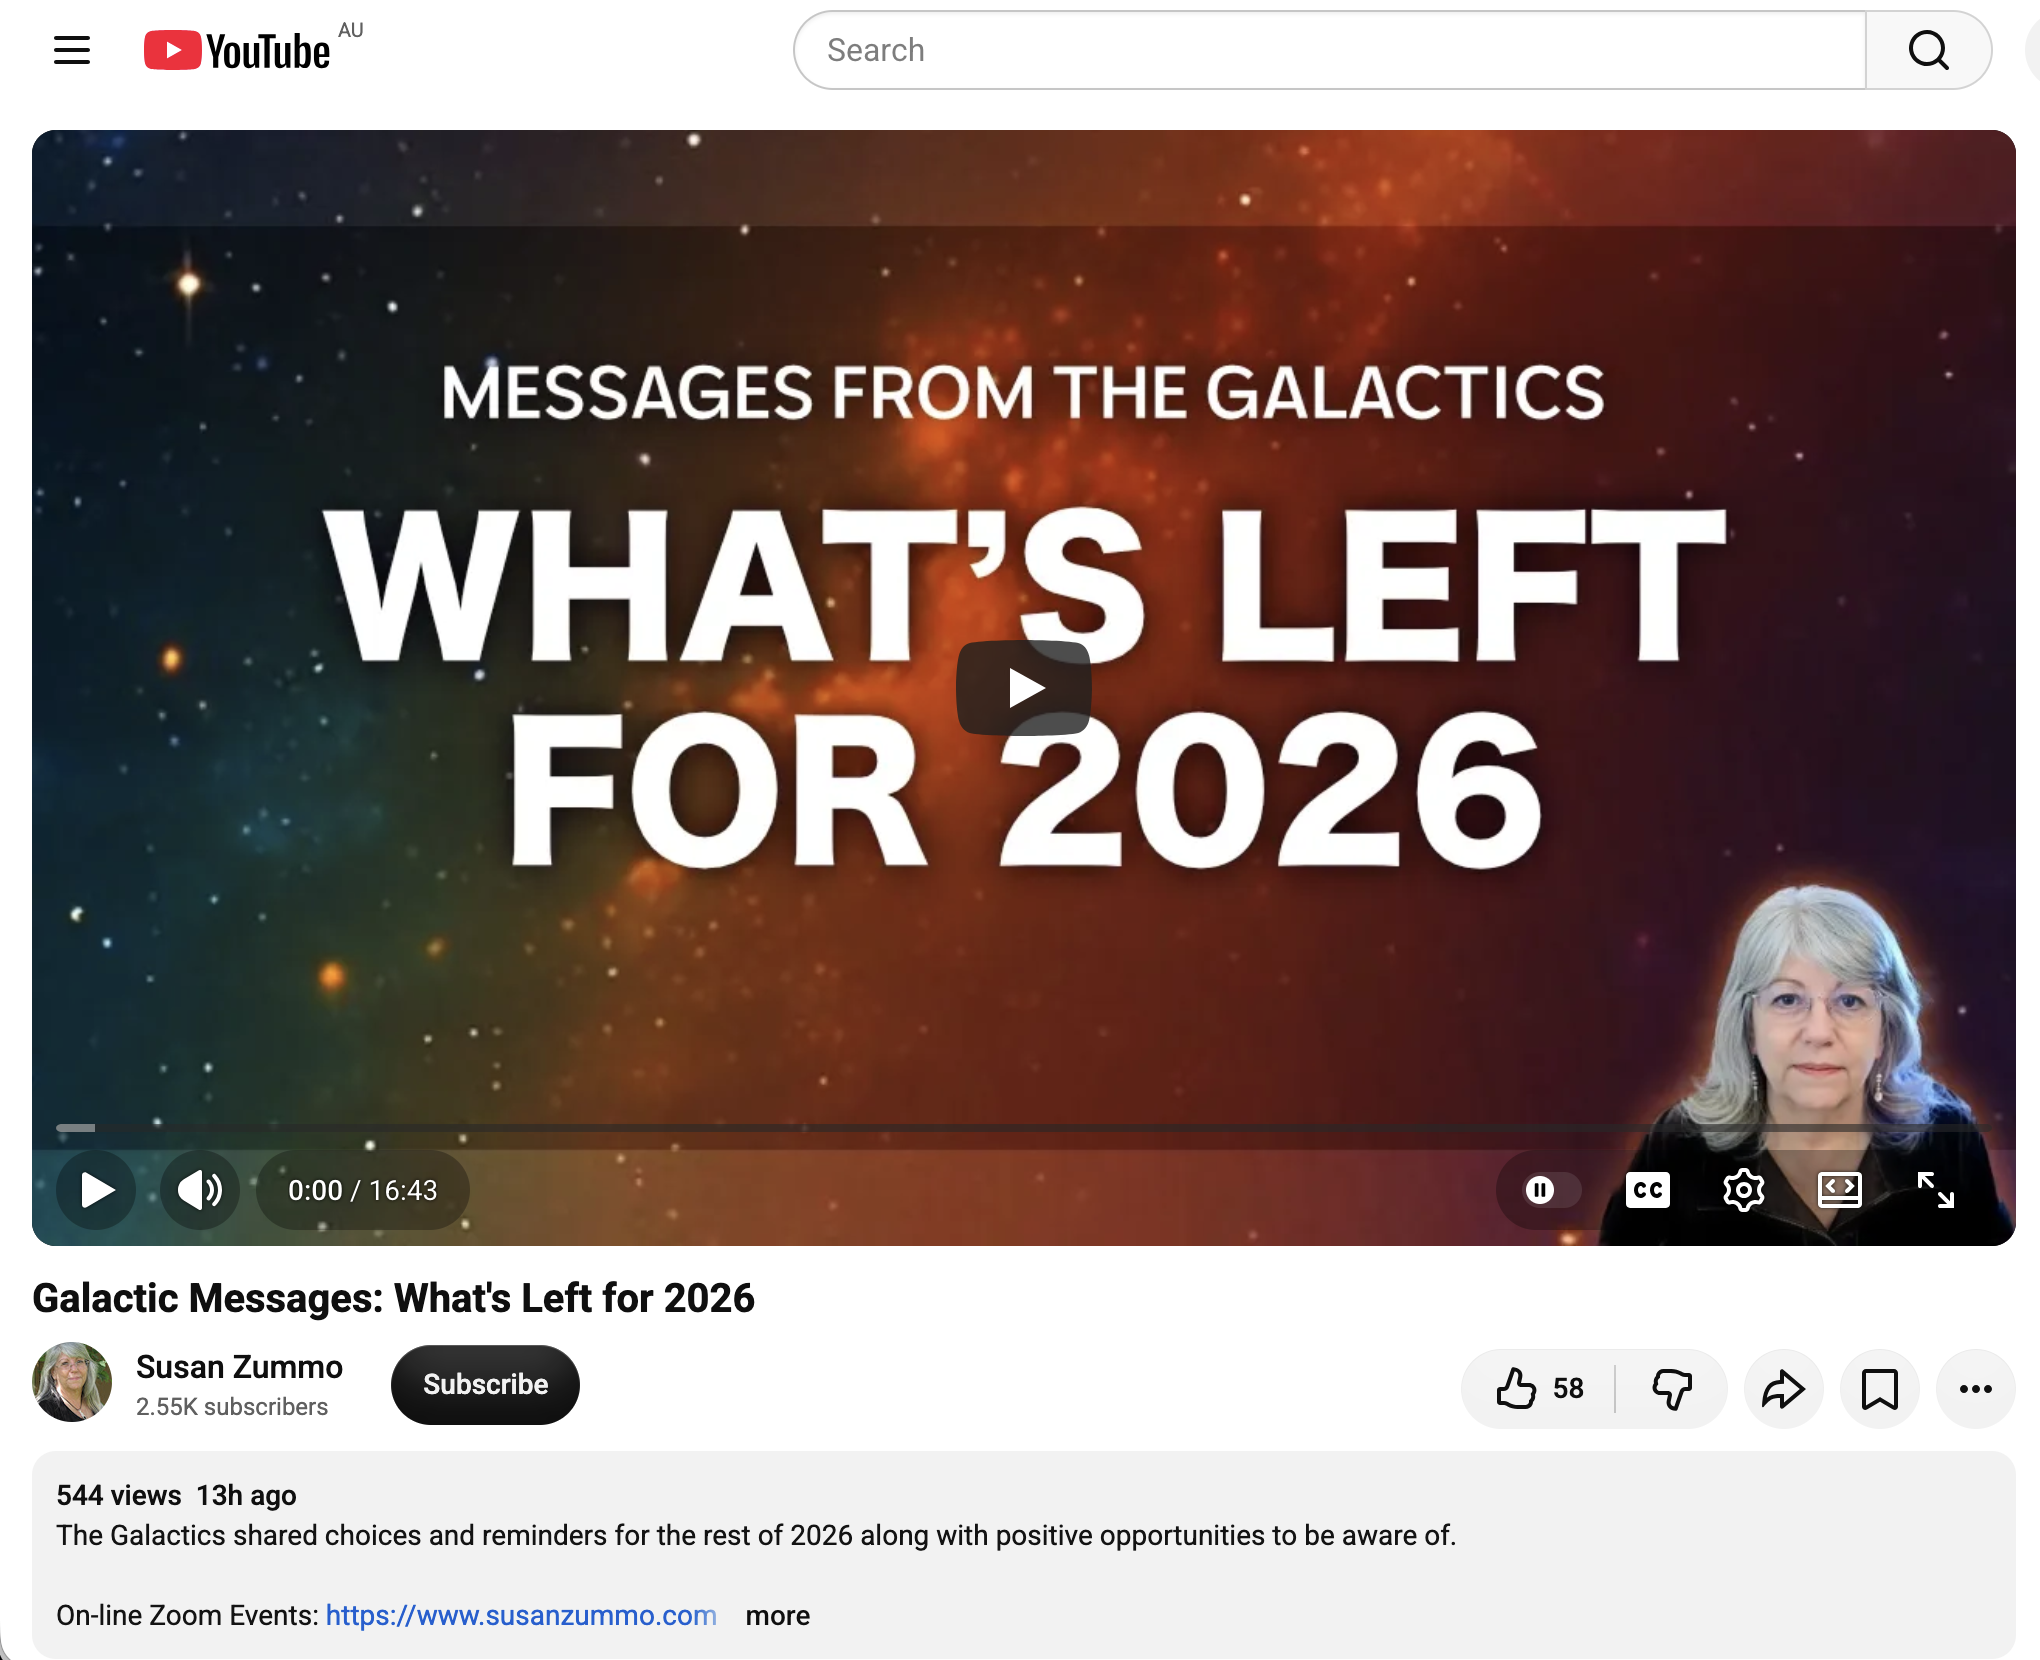 YouTube AU
Search
MESSAGES FROM THE GALACTICS
WHAT'S LEFT
FOR 2026
0:00 / 16:43
CC
Galactic Messages: What's Left for 2026
Susan Zummo
2.55K subscribers
Subscribe
58
544 views 13h ago
The Galactics shared choices and reminders for the rest of 2026 along with positive opportunities to be aware of.
On-line Zoom Events: https://www.susanzummo.com more